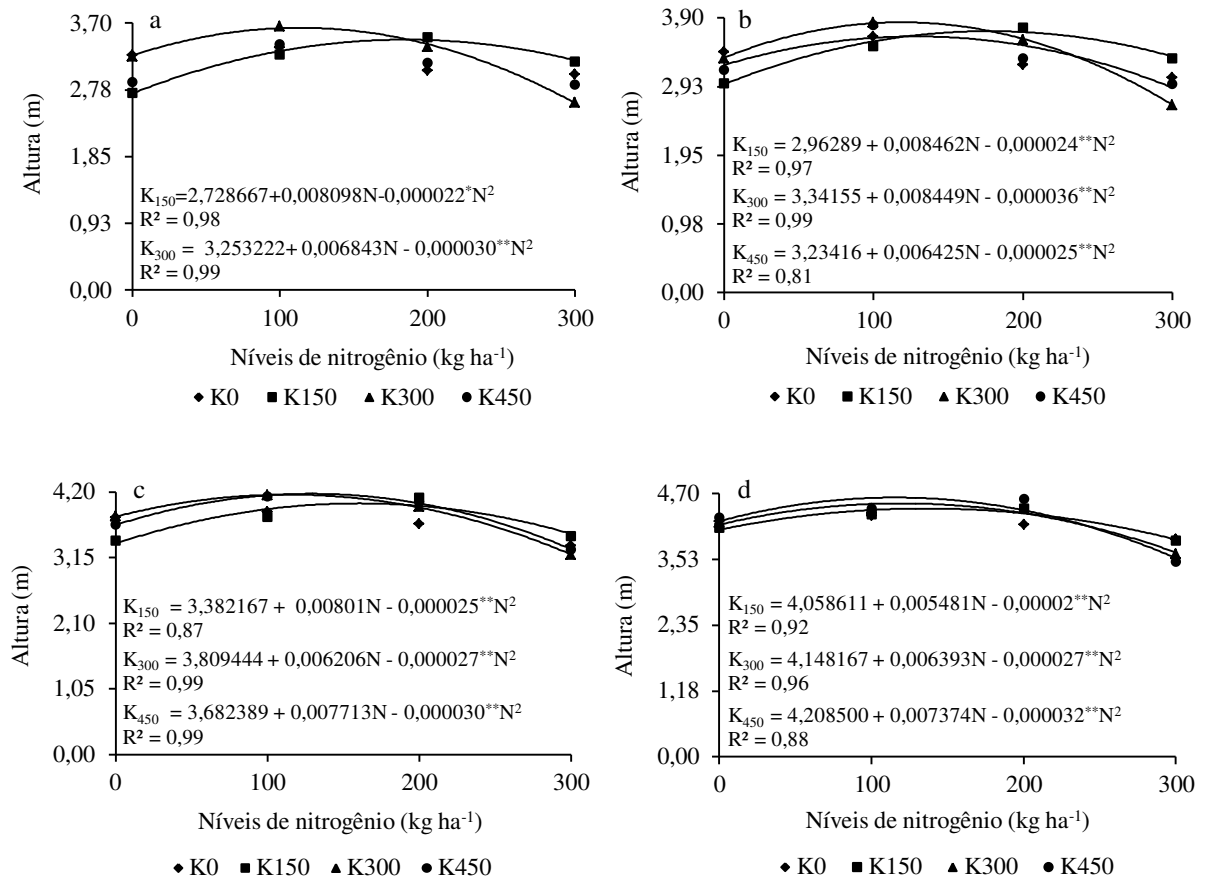 a
3,70
2,78
1,85
0,93
0,00
Altura (m)
K150=2,728667+0,008098N-0,000022*N²
R² = 0,98
K300 = 3,253222+ 0,006843N - 0,000030**N²
R² = 0,99
0 100 200 300
Níveis de nitrogênio (kg ha⁻¹)
K0 K150 K300 K450
b
3,90
2,93
1,95
0,98
0,00
Altura (m)
K150 = 2,96289 + 0,008462N - 0,000024**N²
R² = 0,97
K300 = 3,34155 + 0,008449N - 0,000036**N²
R² = 0,99
K450 = 3,23416 + 0,006425N - 0,000025**N²
R² = 0,81
0 100 200 300
Níveis de nitrogênio (kg ha⁻¹)
K0 K150 K300 K450
c
4,20
3,15
2,10
1,05
0,00
Altura (m)
K150 = 3,382167 + 0,00801N - 0,000025**N²
R² = 0,87
K300 = 3,809444 + 0,006206N - 0,000027**N²
R² = 0,99
K450 = 3,682389 + 0,007713N - 0,000030**N²
R² = 0,99
0 100 200 300
Níveis de nitrogênio (kg ha⁻¹)
K0 K150 K300 K450
d
4,70
3,53
2,35
1,18
0,00
Altura (m)
K150 = 4,058611 + 0,005481N - 0,00002**N²
R² = 0,92
K300 = 4,148167 + 0,006393N - 0,000027**N²
R² = 0,96
K450 = 4,208500 + 0,007374N - 0,000032**N²
R² = 0,88
0 100 200 300
Níveis de nitrogênio (kg ha⁻¹)
K0 K150 K300 K450